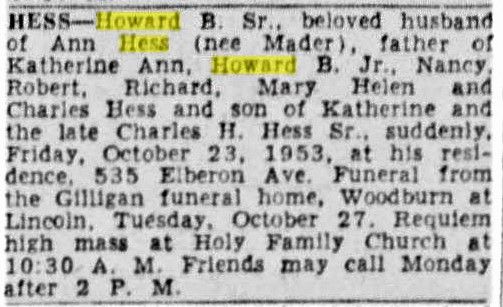 HESS—Howard B. Sr., beloved husband
of Ann Hess (nee Mader), father of
Katherine Ann, Howard B. Jr., Nancy,
Robert, Richard, Mary Helen and
Charles Hess and son of Katherine and
the late Charles H. Hess Sr., suddenly,
Friday, October 23, 1953, at his resi-
dence, 535 Elberon Ave. Funeral from
the Gilligan funeral home, Woodburn at
Lincoln, Tuesday, October 27. Requiem
high mass at Holy Family Church at
10:30 A. M. Friends may call Monday
after 2 P. M.